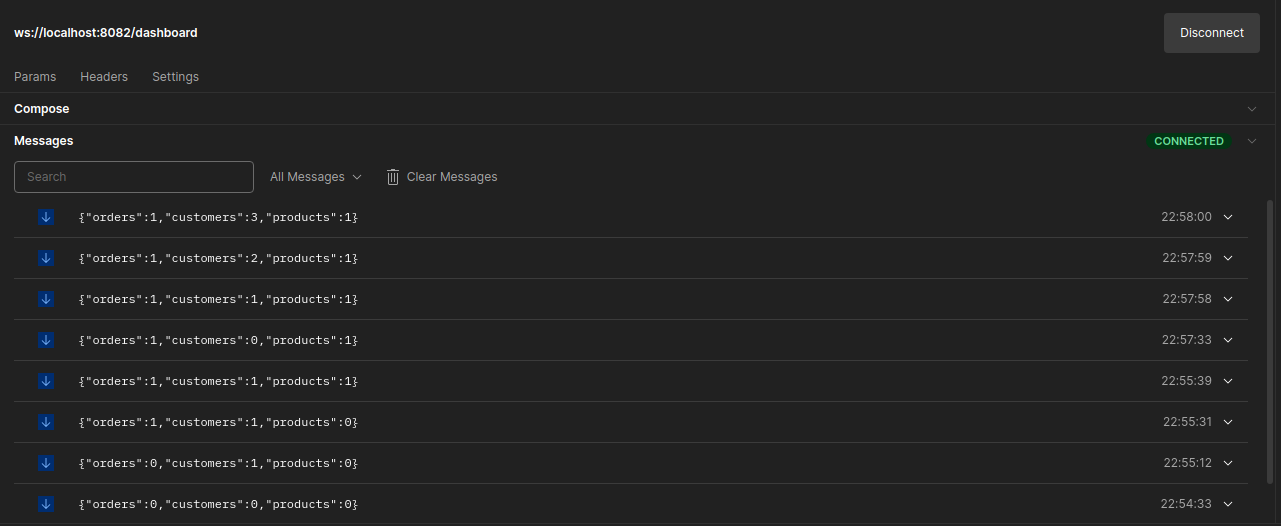 ws://localhost:8082/dashboard
Disconnect
Params Headers Settings
Compose
Messages CONNECTED
Search All Messages Clear Messages
{"orders":1,"customers":3,"products":1} 22:58:00
{"orders":1,"customers":2,"products":1} 22:57:59
{"orders":1,"customers":1,"products":1} 22:57:58
{"orders":1,"customers":0,"products":1} 22:57:33
{"orders":1,"customers":1,"products":1} 22:55:39
{"orders":1,"customers":1,"products":0} 22:55:31
{"orders":0,"customers":1,"products":0} 22:55:12
{"orders":0,"customers":0,"products":0} 22:54:33